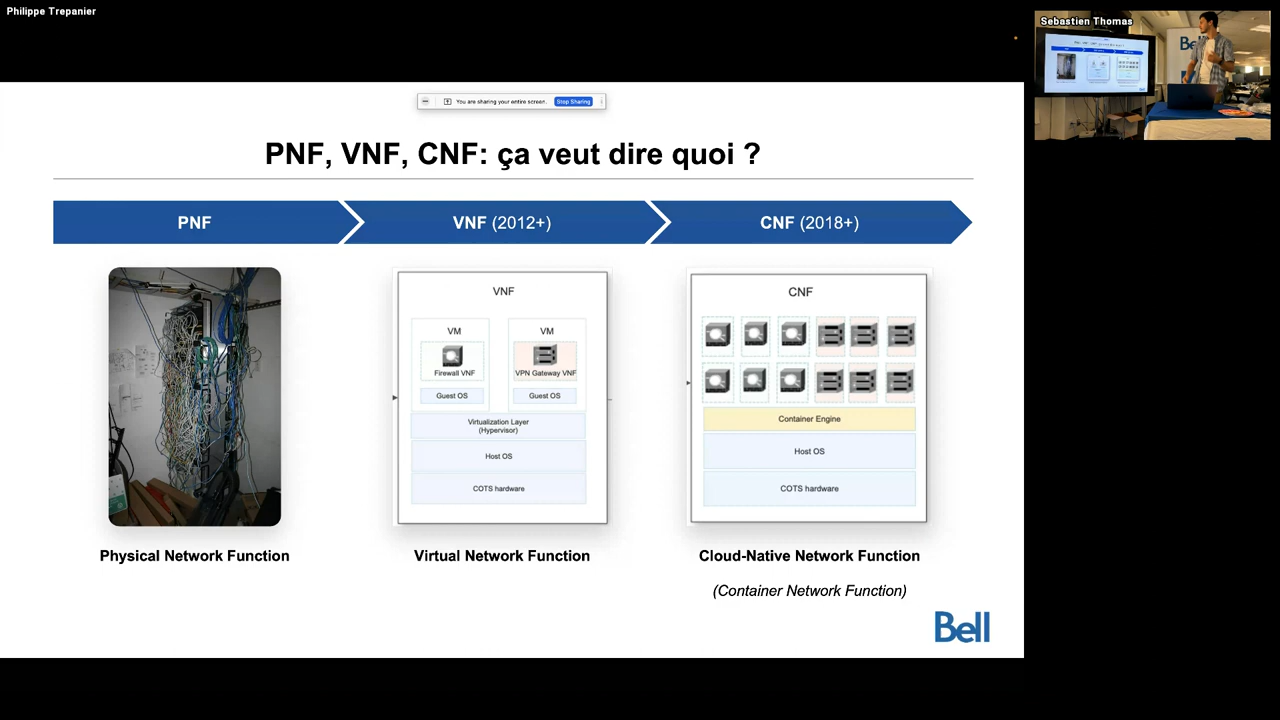 Philippe Trepanier
Sebastien Thomas
You are sharing your entire screen.
Stop Sharing
PNF, VNF, CNF: ça veut dire quoi ?
PNF
VNF (2012+)
CNF (2018+)
VNF
VM
VM
Firewall VNF
VPN Gateway VNF
Guest OS
Guest OS
Virtualization Layer
(Hypervisor)
Host OS
COTS hardware
CNF
Container Engine
Host OS
COTS hardware
Physical Network Function
Virtual Network Function
Cloud-Native Network Function
(Container Network Function)
Bell